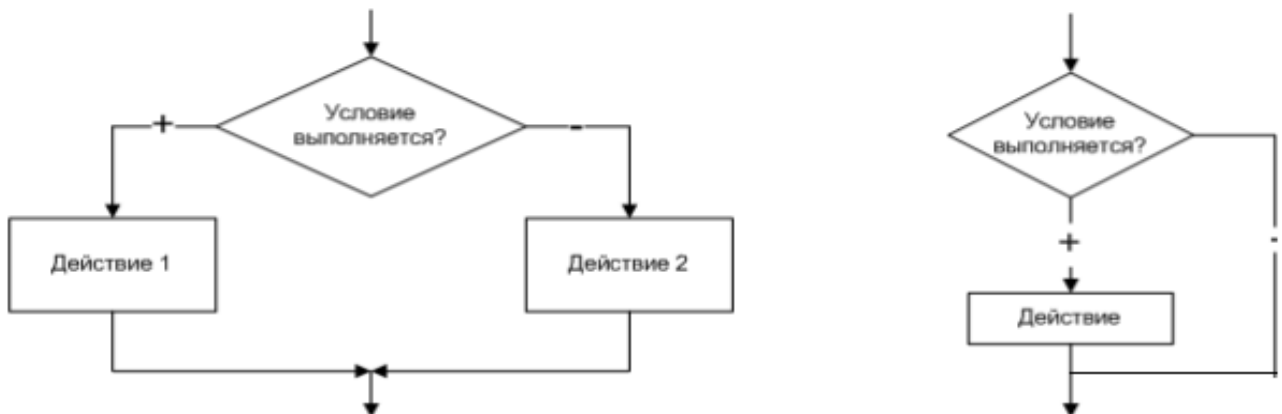 Условие
выполняется?
+
-
Действие 1
Действие 2
Условие
выполняется?
+
-
Действие